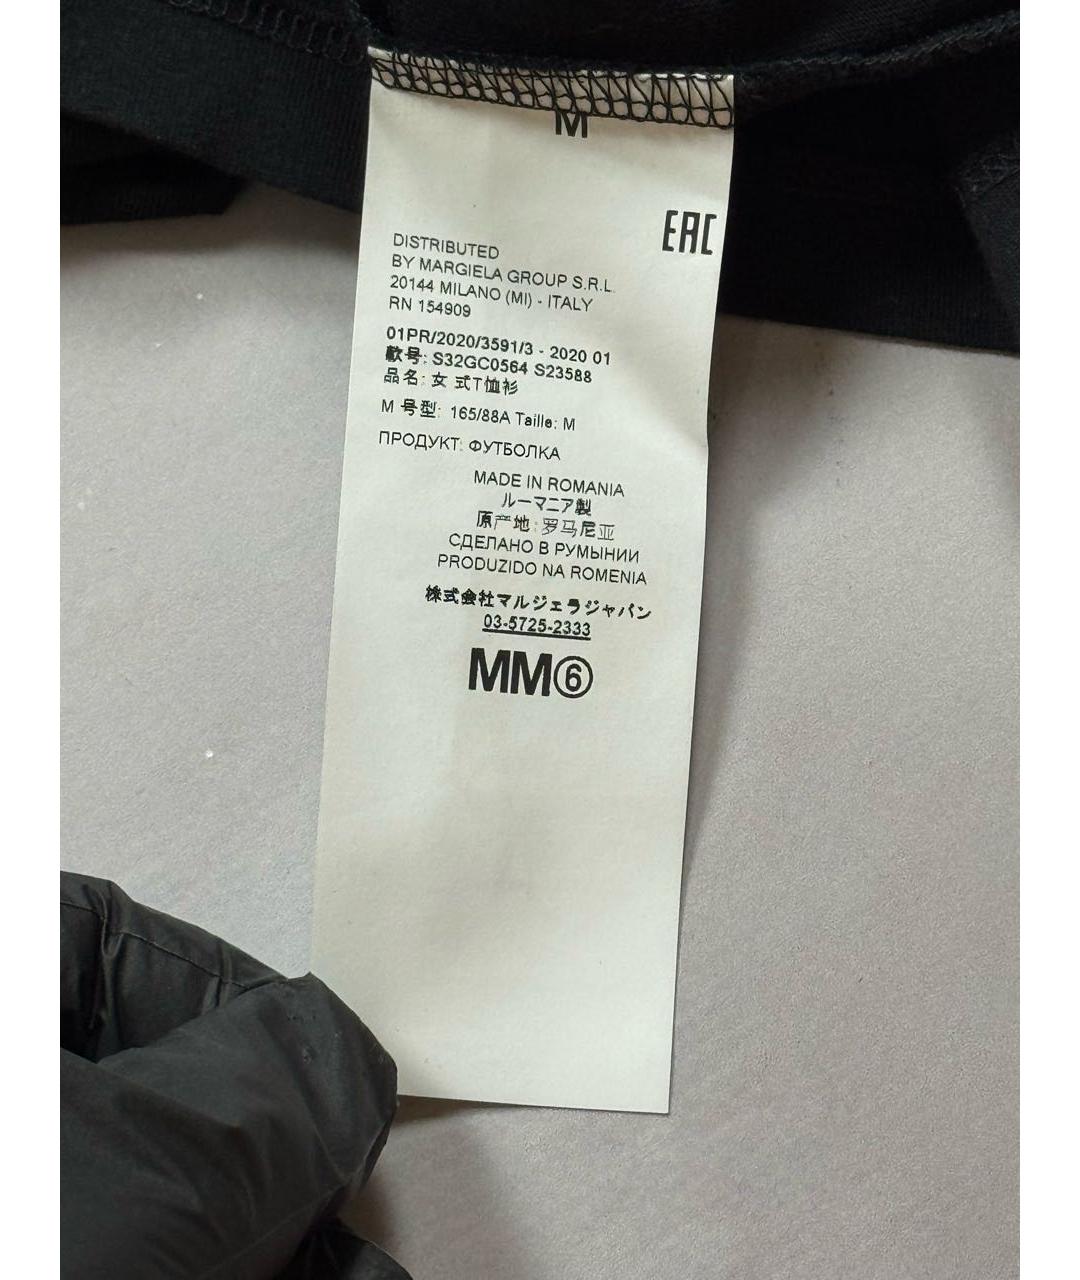 M
EAC
DISTRIBUTED
BY MARGIELA GROUP S.R.L.
20144 MILANO (MI) - ITALY
RN 154909
01PR/2020/3591/3 - 2020 01
款号: S32GC0564 S23588
品名: 女 式T恤衫
M 号型: 165/88A Taille: M
ПРОДУКТ: ФУТБОЛКА
MADE IN ROMANIA
ルーマニア製
原产地: 罗马尼亚
СДЕЛАНО В РУМЫНИИ
PRODUZIDO NA ROMENIA
株式会社マルジェラジャパン
03-5725-2333
MM⑥